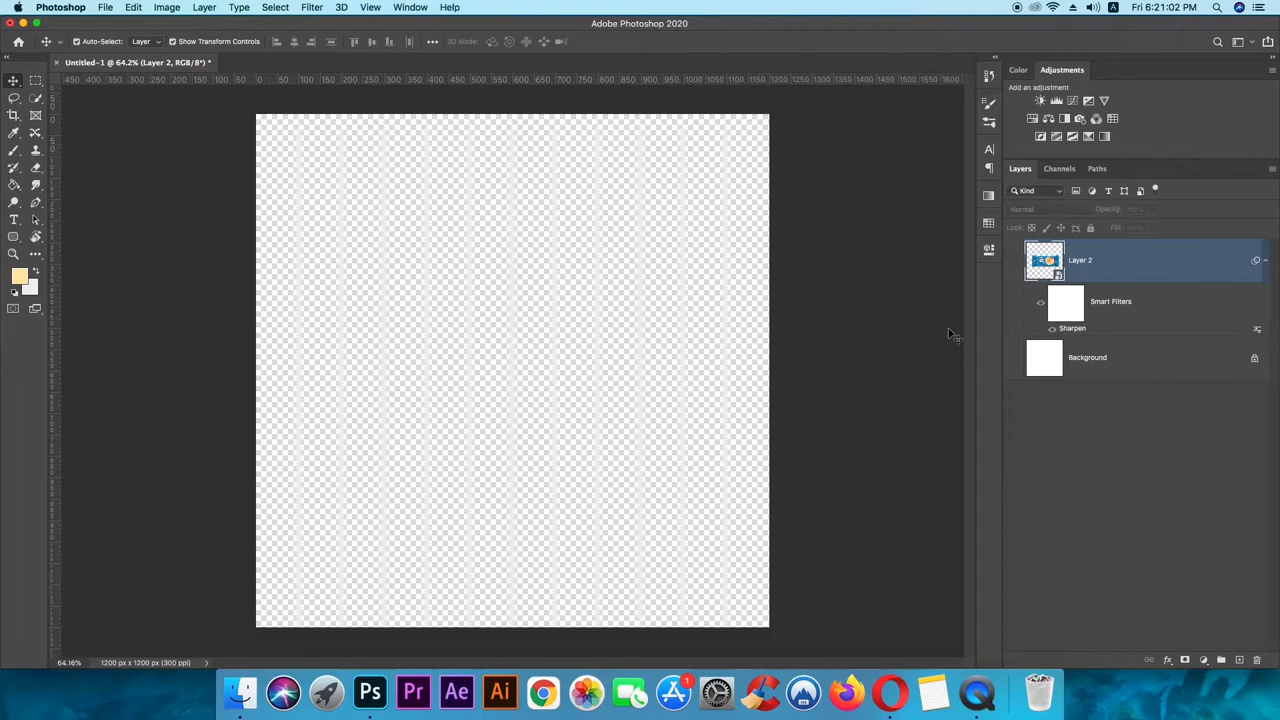 Photoshop File Edit Image Layer Type Select Filter 3D View Window Help A Fri 6:21:02 PM
Adobe Photoshop 2020
Auto-Select: Layer Show Transform Controls 3D Mode:
Untitled-1 @ 64.2% (Layer 2, RGB/8*) *
450 400 350 300 250 200 150 100 50 0 50 100 150 200 250 300 350 400 450 500 550 600 650 700 750 800 850 900 950 1000 1050 1100 1150 1200 1250 1300 1350 1400 1450 1500 1550 1600
Color Adjustments
Add an adjustment
Layers Channels Paths
Kind
Normal Opacity:
Lock: Fill:
Layer 2
Smart Filters
Sharpen
Background
64.16% 1200 px x 1200 px (300 ppi)
Ps Pr Ae Ai 1